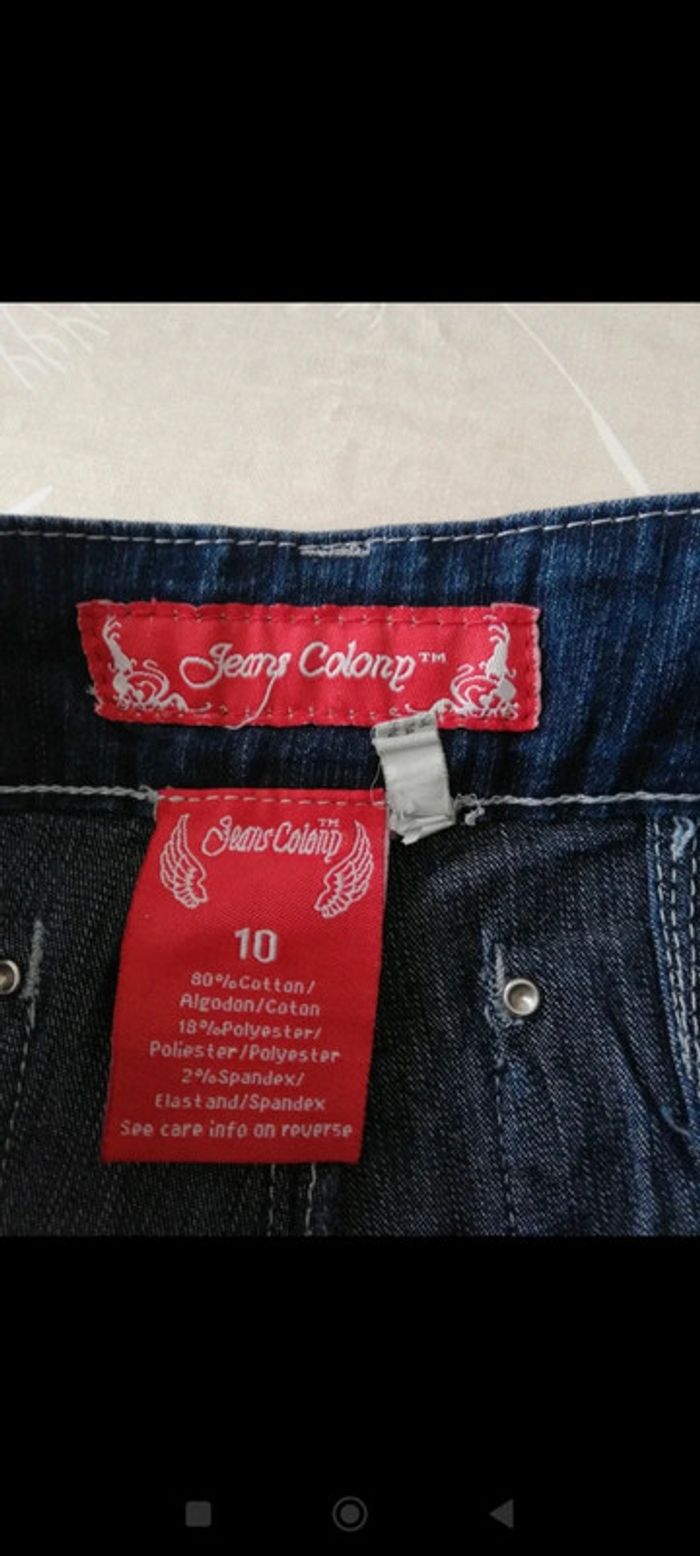 Jeans Colony™
Jeans Colony™
10
80%Cotton/
Algodon/Coton
18%Polyester/
Poliester/Polyester
2%Spandex/
Elastand/Spandex
See care info on reverse